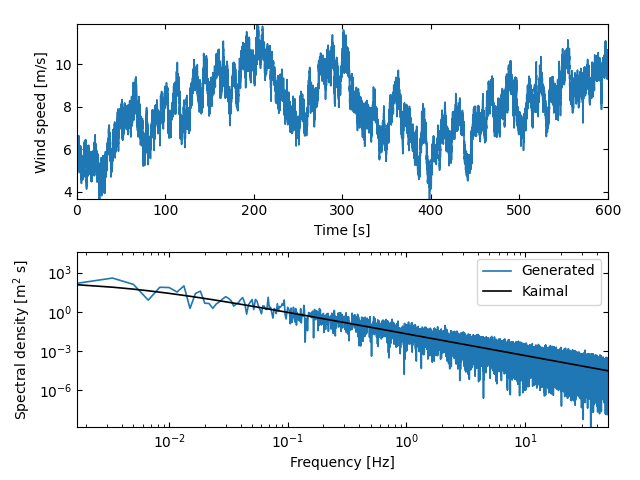 Wind speed [m/s]
10
8
6
4
0 100 200 300 400 500 600
Time [s]
Spectral density [m² s]
10³
10⁰
10⁻³
10⁻⁶
Generated
Kaimal
10⁻² 10⁻¹ 10⁰ 10¹
Frequency [Hz]